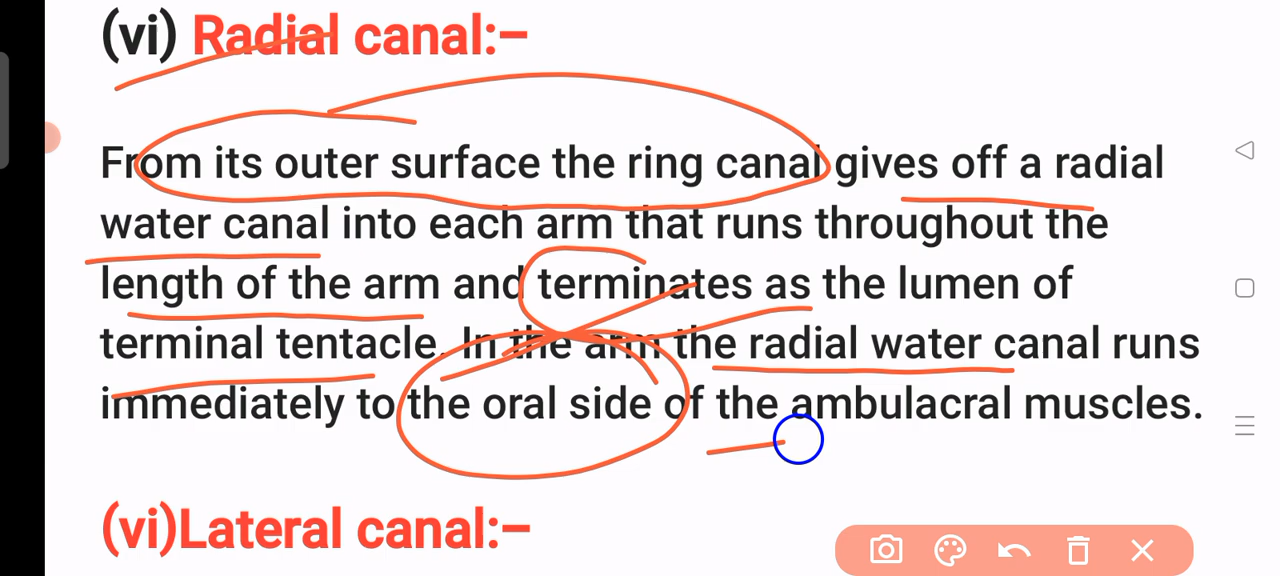 (vi) Radial canal:–
From its outer surface the ring canal gives off a radial
water canal into each arm that runs throughout the
length of the arm and terminates as the lumen of
terminal tentacle. In the arm the radial water canal runs
immediately to the oral side of the ambulacral muscles.
(vi)Lateral canal:–